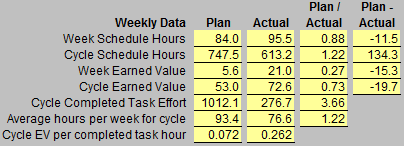 Weekly Data Plan Actual Plan / Actual Plan - Actual
Week Schedule Hours 84.0 95.5 0.88 -11.5
Cycle Schedule Hours 747.5 613.2 1.22 134.3
Week Earned Value 5.6 21.0 0.27 -15.3
Cycle Earned Value 53.0 72.6 0.73 -19.7
Cycle Completed Task Effort 1012.1 276.7 3.66
Average hours per week for cycle 93.4 76.6 1.22
Cycle EV per completed task hour 0.072 0.262